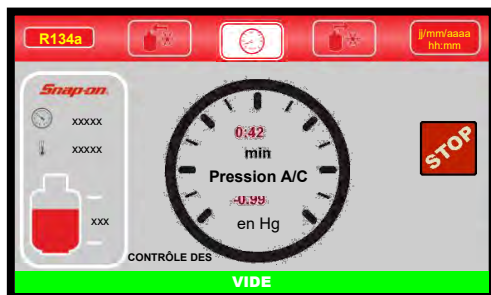 R134a
jj/mm/aaaa
hh:mm
Snap-on
xxxxx
xxxxx
xxx
0:42
min
Pression A/C
-0.99
en Hg
STOP
CONTRÔLE DES
VIDE